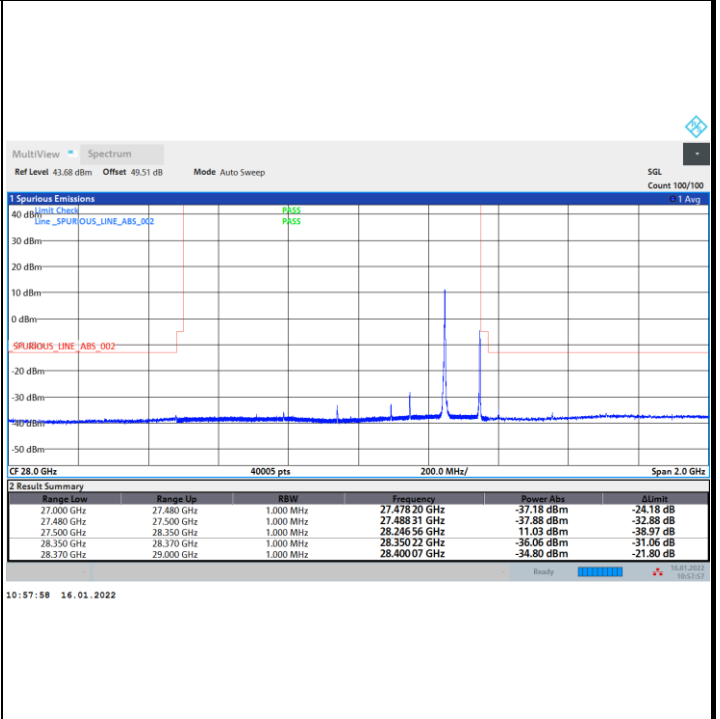 MultiView Spectrum
Ref Level 43.68 dBm Offset 49.51 dB Mode Auto Sweep SGL
Count 100/100
1 Spurious Emissions 1 Avg
40 dBm Limit Check PASS
Line _SPURIOUS_LINE_ABS_002 PASS
30 dBm
20 dBm
10 dBm
0 dBm
_SPURIOUS_LINE_ABS_002
-20 dBm
-30 dBm
-40 dBm
-50 dBm
CF 28.0 GHz 40005 pts 200.0 MHz/ Span 2.0 GHz
2 Result Summary
Range Low Range Up RBW Frequency Power Abs ΔLimit
27.000 GHz 27.480 GHz 1.000 MHz 27.478 20 GHz -37.18 dBm -24.18 dB
27.480 GHz 27.500 GHz 1.000 MHz 27.488 31 GHz -37.88 dBm -32.88 dB
27.500 GHz 28.350 GHz 1.000 MHz 28.246 56 GHz 11.03 dBm -38.97 dB
28.350 GHz 28.370 GHz 1.000 MHz 28.350 22 GHz -36.06 dBm -31.06 dB
28.370 GHz 29.000 GHz 1.000 MHz 28.400 07 GHz -34.80 dBm -21.80 dB
Ready 16.01.2022
10:57:57
10:57:58 16.01.2022